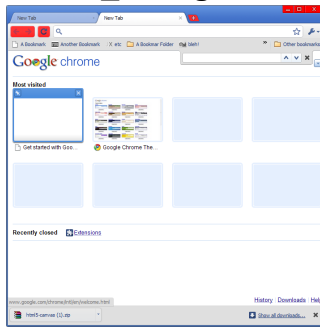 New Tab
New Tab
A Bookmark Another Bookmark X etc A Bookmar Folder bleh!
» Other bookmarks
Google chrome
Most visited
Get started with Goo...
Google Chrome The ...
Recently closed Extensions
History Downloads Help
www.google.com/chrome/intl/en/welcome.html
html5-canvas (1).zip
Show all downloads...